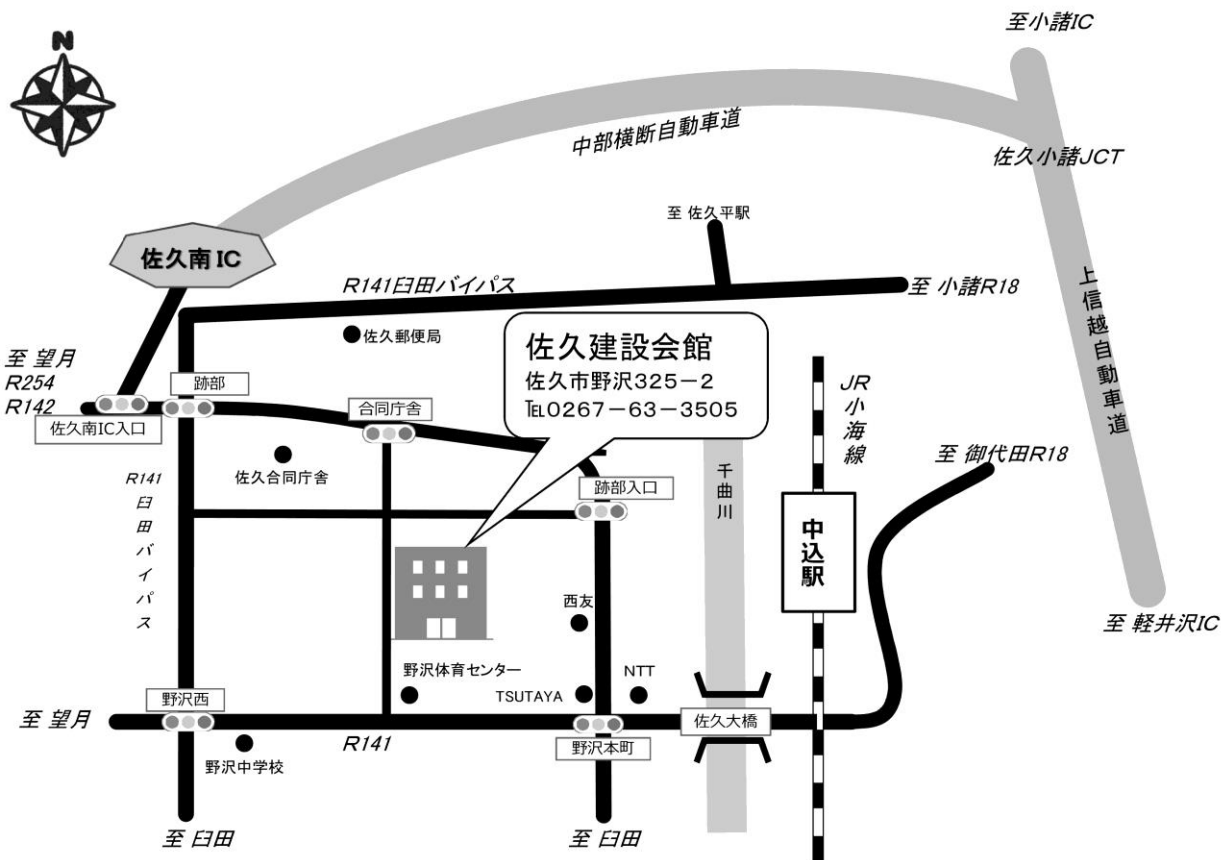 N
至小諸IC
中部横断自動車道
佐久小諸JCT
至 佐久平駅
佐久南IC
R141臼田バイパス
至 小諸R18
上信越自動車道
佐久郵便局
佐久建設会館
佐久市野沢325－2
℡0267－63－3505
至 望月
R254
R142
跡部
合同庁舎
佐久南IC入口
JR小海線
至 御代田R18
佐久合同庁舎
千曲川
R141臼田バイパス
跡部入口
中込駅
西友
至 軽井沢IC
野沢体育センター
NTT
TSUTAYA
野沢西
至 望月
佐久大橋
R141
野沢本町
野沢中学校
至 臼田
至 臼田